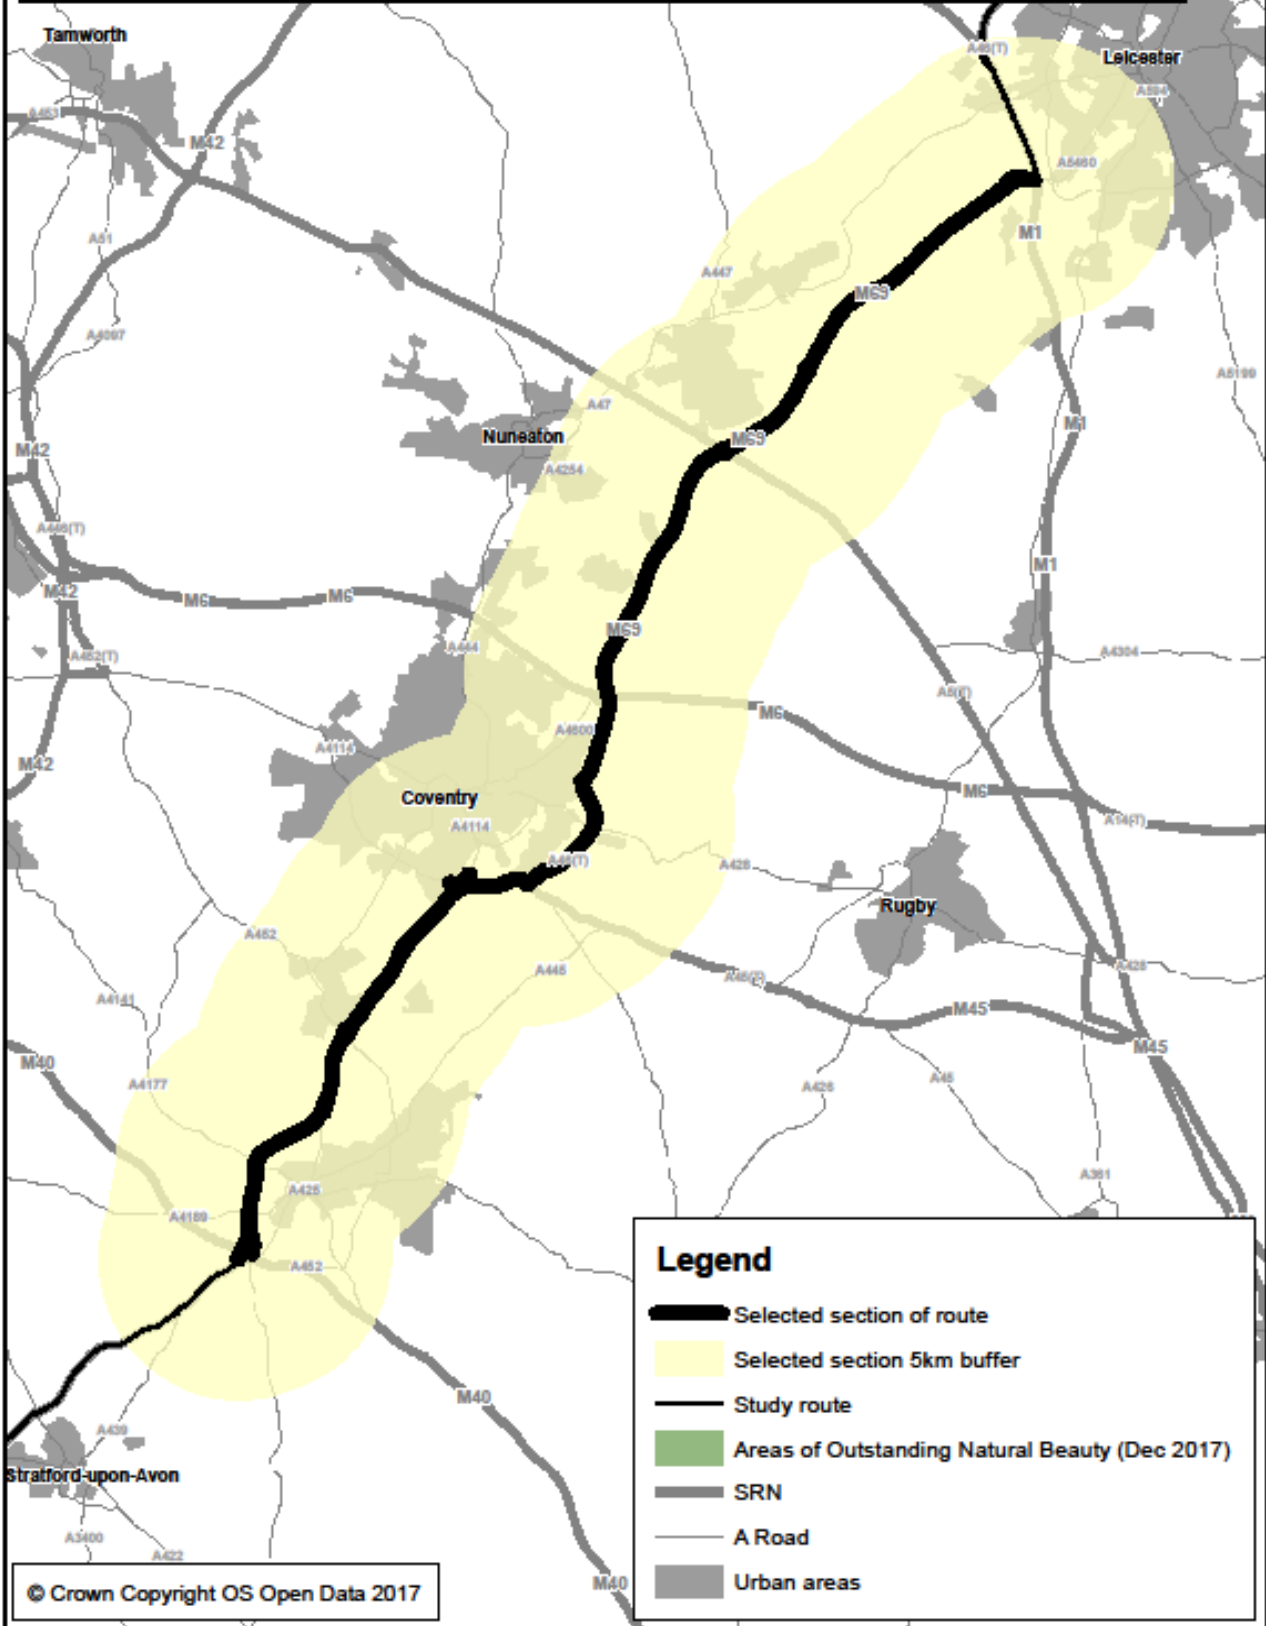 Tamworth
A46(T)
Leicester
A594
A453
M42
A5460
A51
M1
A447
M69
A4097
A5199
A47
M1
Nuneaton
M69
M42
A4254
A446(T)
M1
M42
M6
M6
M69
A444
A4304
A452(T)
A5(T)
M6
A4600
A4114
M42
M6
Coventry
A14(T)
A4114
A46(T)
A428
Rugby
A452
A428
A445
A45(T)
A4141
M45
M40
M45
A4177
A426
A45
A361
A425
A4189
A452
Legend
Selected section of route
Selected section 5km buffer
M40
Study route
A439
Areas of Outstanding Natural Beauty (Dec 2017)
Stratford-upon-Avon
SRN
A3400
A Road
A422
M40
Urban areas
© Crown Copyright OS Open Data 2017